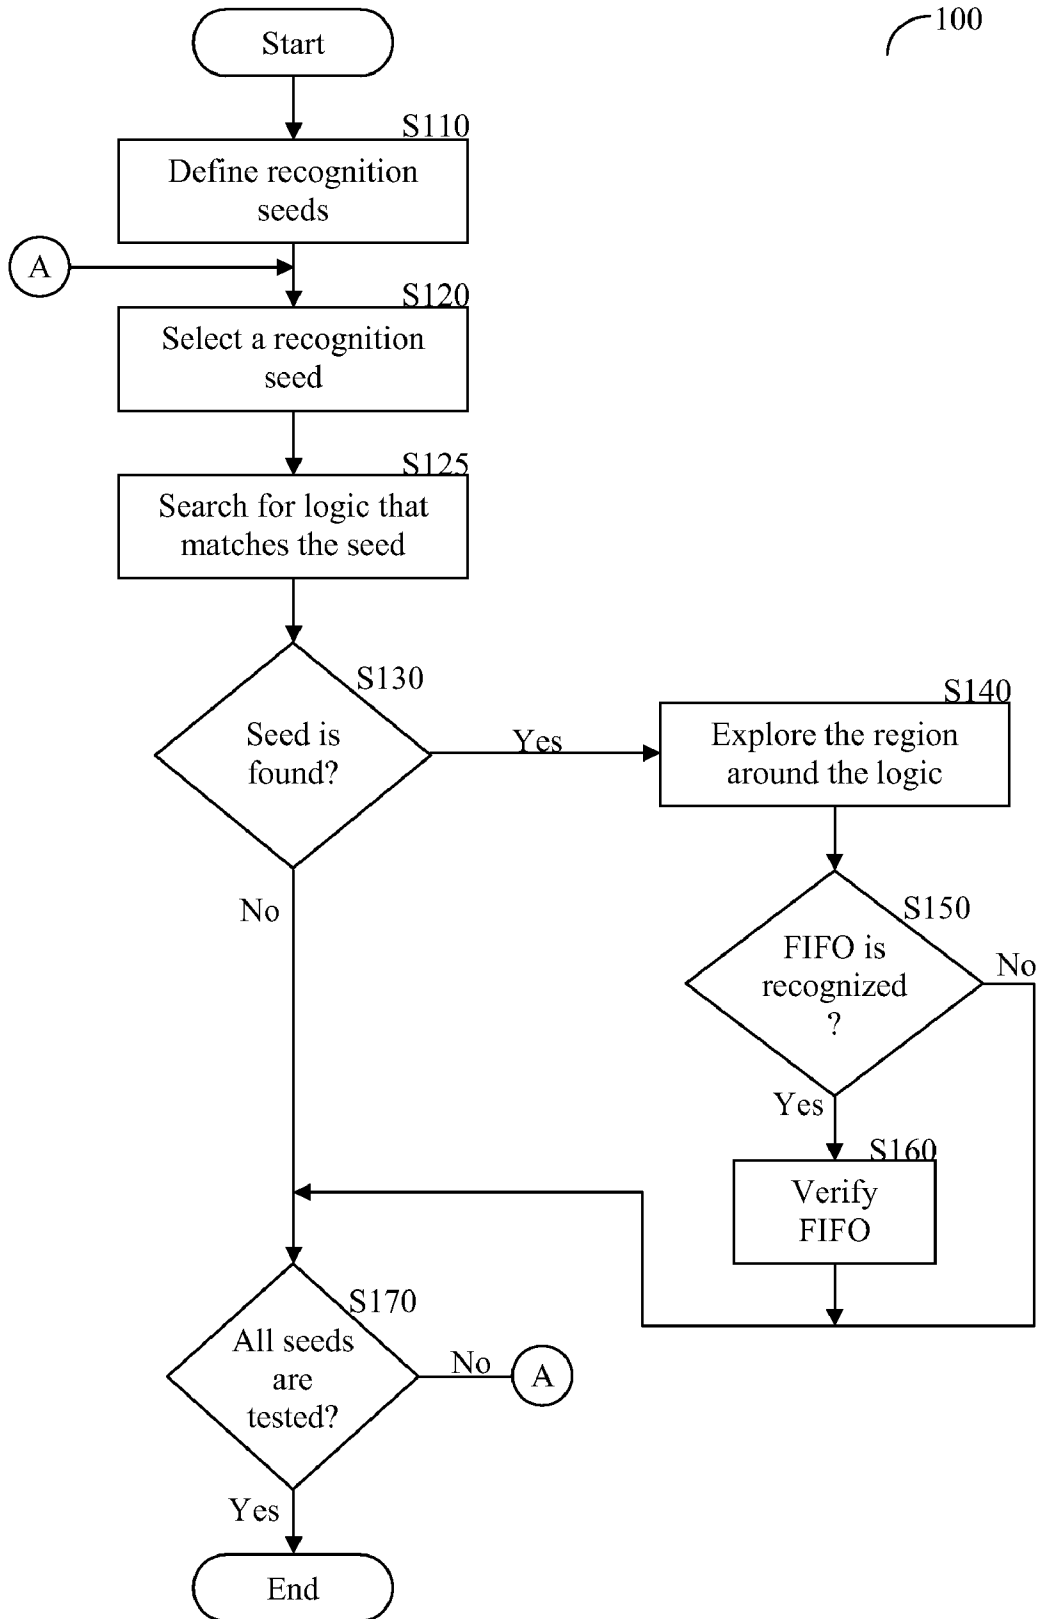 100
Start
S110
Define recognition
seeds
A
S120
Select a recognition
seed
S125
Search for logic that
matches the seed
S130
Seed is
found?
Yes
S140
Explore the region
around the logic
No
S150
FIFO is
recognized
?
No
Yes
S160
Verify
FIFO
S170
All seeds
are
tested?
No
A
Yes
End